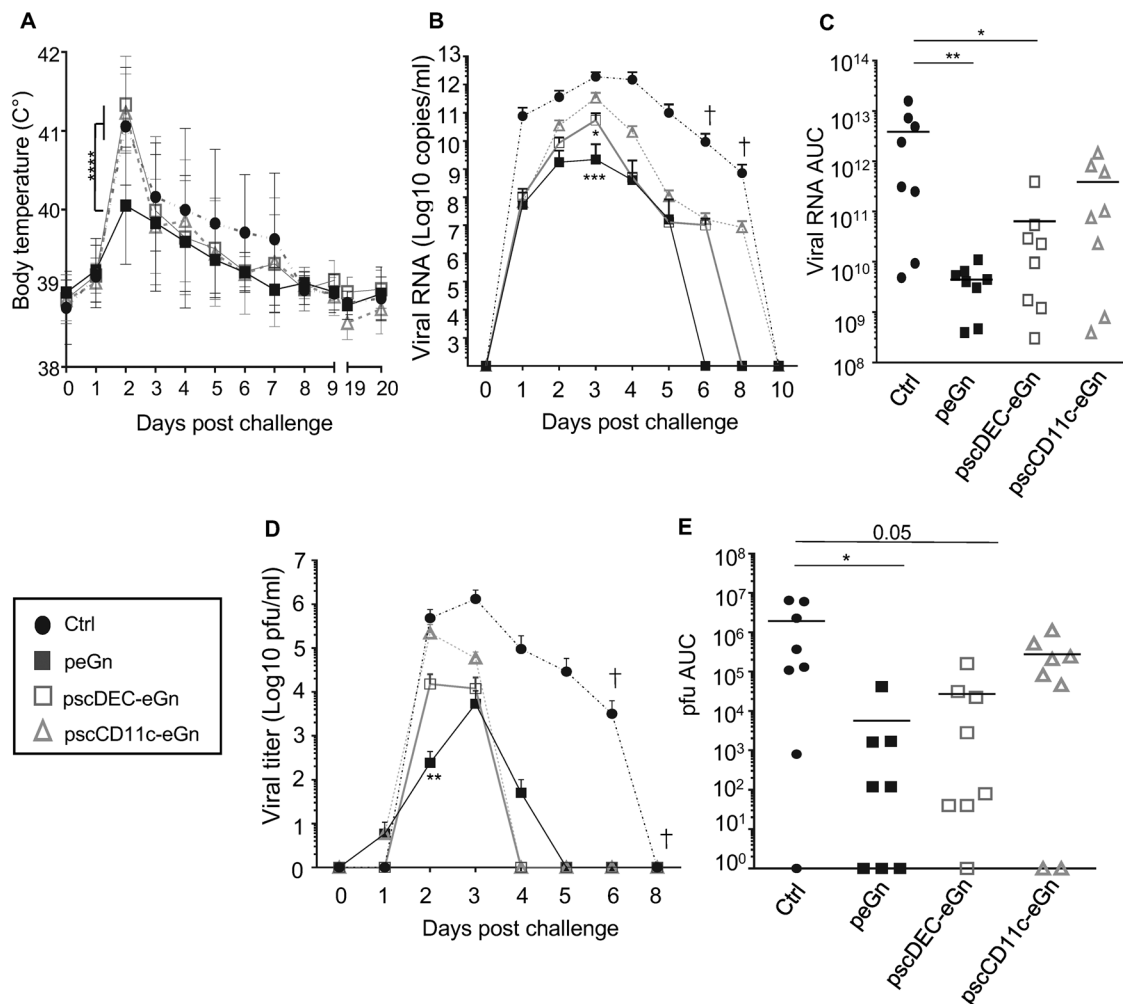 A
Body temperature (C°)
42
41
40
39
38
****
0 1 2 3 4 5 6 7 8 9 19 20
Days post challenge
B
Viral RNA (Log10 copies/ml)
13
12
11
10
9
8
7
6
5
4
3
*
***
†
†
0 1 2 3 4 5 6 8 10
Days post challenge
C
Viral RNA AUC
10^14
10^13
10^12
10^11
10^10
10^9
10^8
*
**
Ctrl
peGn
pscDEC-eGn
pscCD11c-eGn
Ctrl
peGn
pscDEC-eGn
pscCD11c-eGn
D
Viral titer (Log10 pfu/ml)
7
6
5
4
3
2
1
0
**
†
†
0 1 2 3 4 5 6 8
Days post challenge
E
pfu AUC
10^8
10^7
10^6
10^5
10^4
10^3
10^2
10^1
10^0
0.05
*
Ctrl
peGn
pscDEC-eGn
pscCD11c-eGn